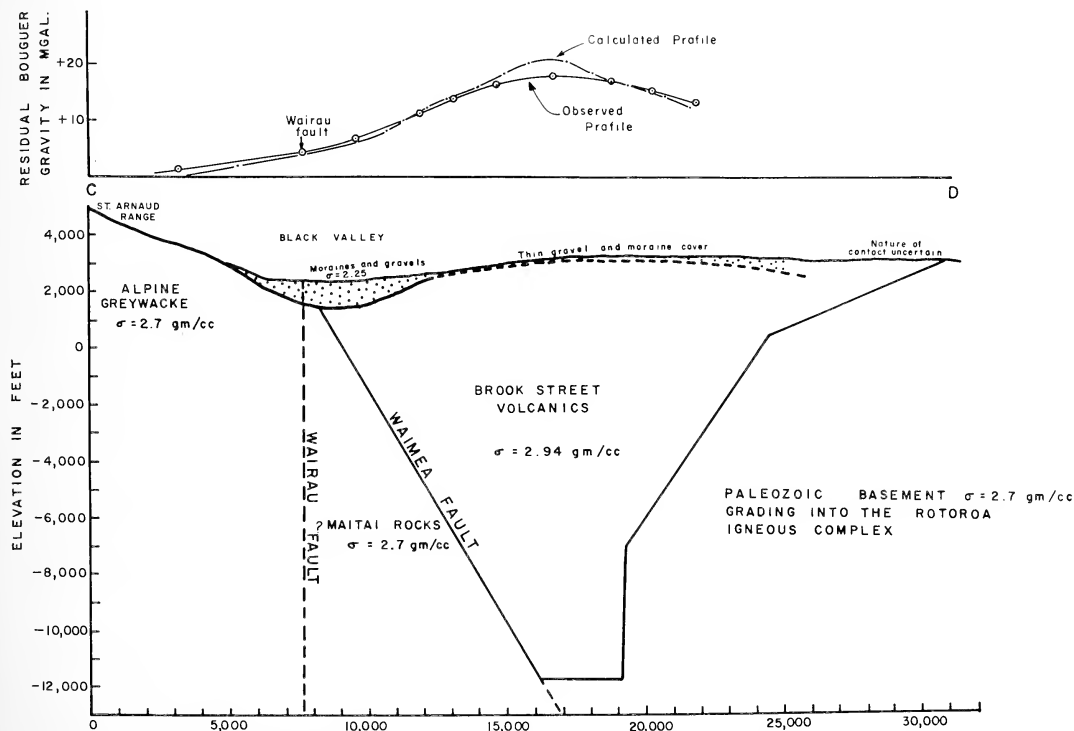 RESIDUAL BOUGUER
GRAVITY IN MGAL.
+20
+10
Calculated Profile
Observed
Profile
Wairau
fault
C
D
ST. ARNAUD
RANGE
BLACK VALLEY
Moraines and gravels
σ = 2.25
Thin gravel and moraine cover
Nature of
contact uncertain
ELEVATION IN FEET
4,000
2,000
0
-2,000
-4,000
-6,000
-8,000
-10,000
-12,000
ALPINE
GREYWACKE
σ = 2.7 gm/cc
WAIRAU FAULT
? MAITAI ROCKS
σ = 2.7 gm/cc
WAIMEA FAULT
BROOK STREET
VOLCANICS
σ = 2.94 gm/cc
PALEOZOIC BASEMENT σ = 2.7 gm/cc
GRADING INTO THE ROTOROA
IGNEOUS COMPLEX
0 5,000 10,000 15,000 20,000 25,000 30,000